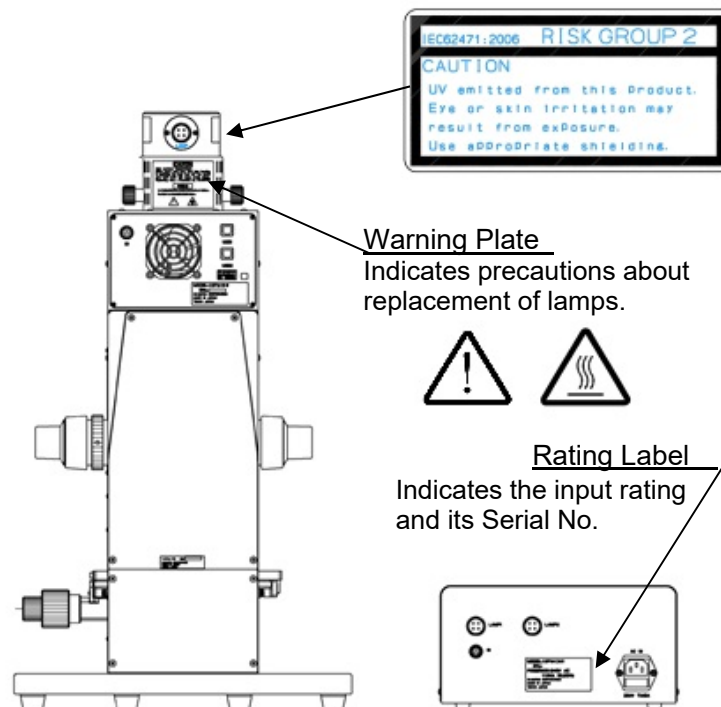 IEC62471:2006 RISK GROUP 2
CAUTION
UV emitted from this Product.
Eye or skin irritation may
result from exposure.
Use appropriate shielding.
Warning Plate
Indicates precautions about
replacement of lamps.
Rating Label
Indicates the input rating
and its Serial No.
LAMP1
LAMP2